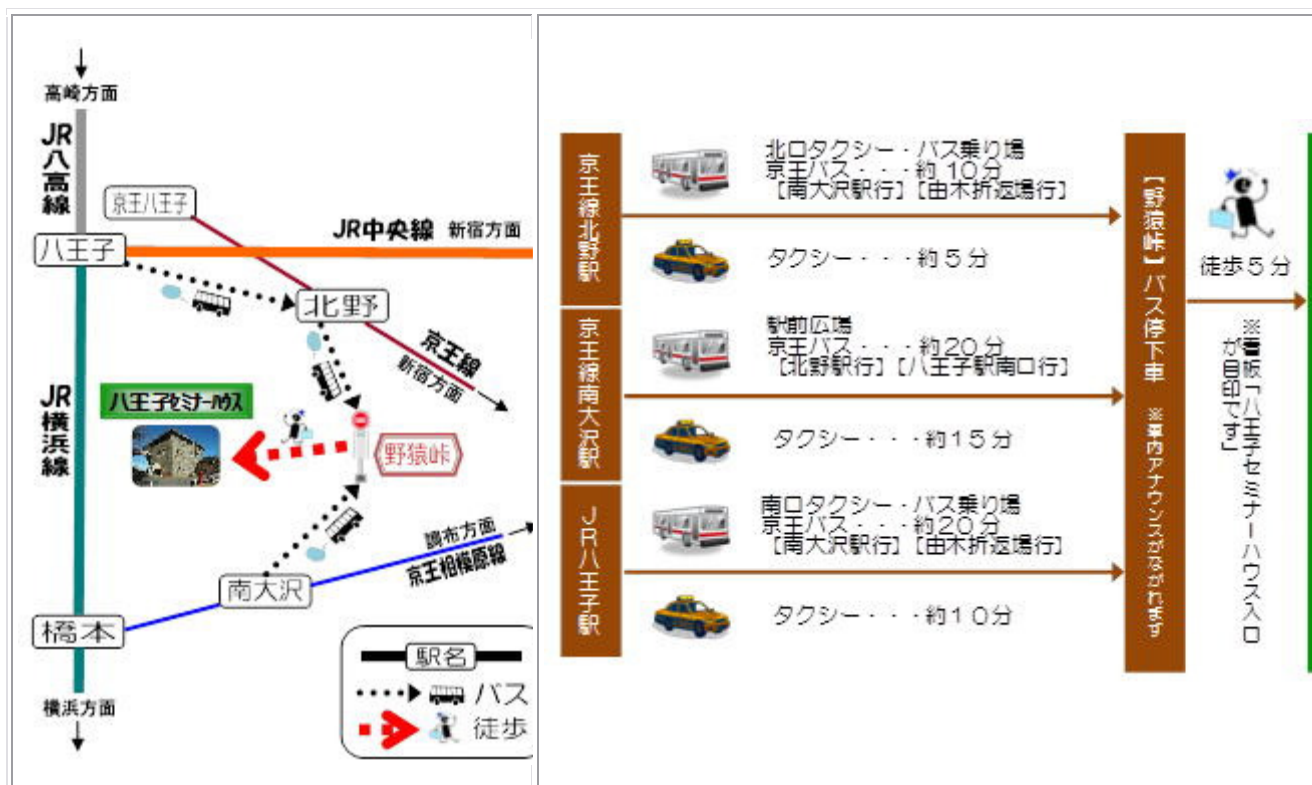 高崎方面
JR八高線
京王八王子
八王子
JR中央線 新宿方面
北野
京王線
新宿方面
八王子セミナーハウス
JR横浜線
野猿峠
調布方面
京王相模原線
南大沢
橋本
横浜方面
駅名
バス
徒歩
京王線北野駅
北口タクシー・バス乗り場
京王バス・・・約10分
【南大沢駅行】【由木折返場行】
タクシー・・・約5分
京王線南大沢駅
駅前広場
京王バス・・・約20分
【北野駅行】【八王子駅南口行】
タクシー・・・約15分
JR八王子駅
南口タクシー・バス乗り場
京王バス・・・約20分
【南大沢駅行】【由木折返場行】
タクシー・・・約10分
【野猿峠】バス停下車 ※車内アナウンスがながれます
徒歩5分
※看板「八王子セミナーハウス入口
が目印です」